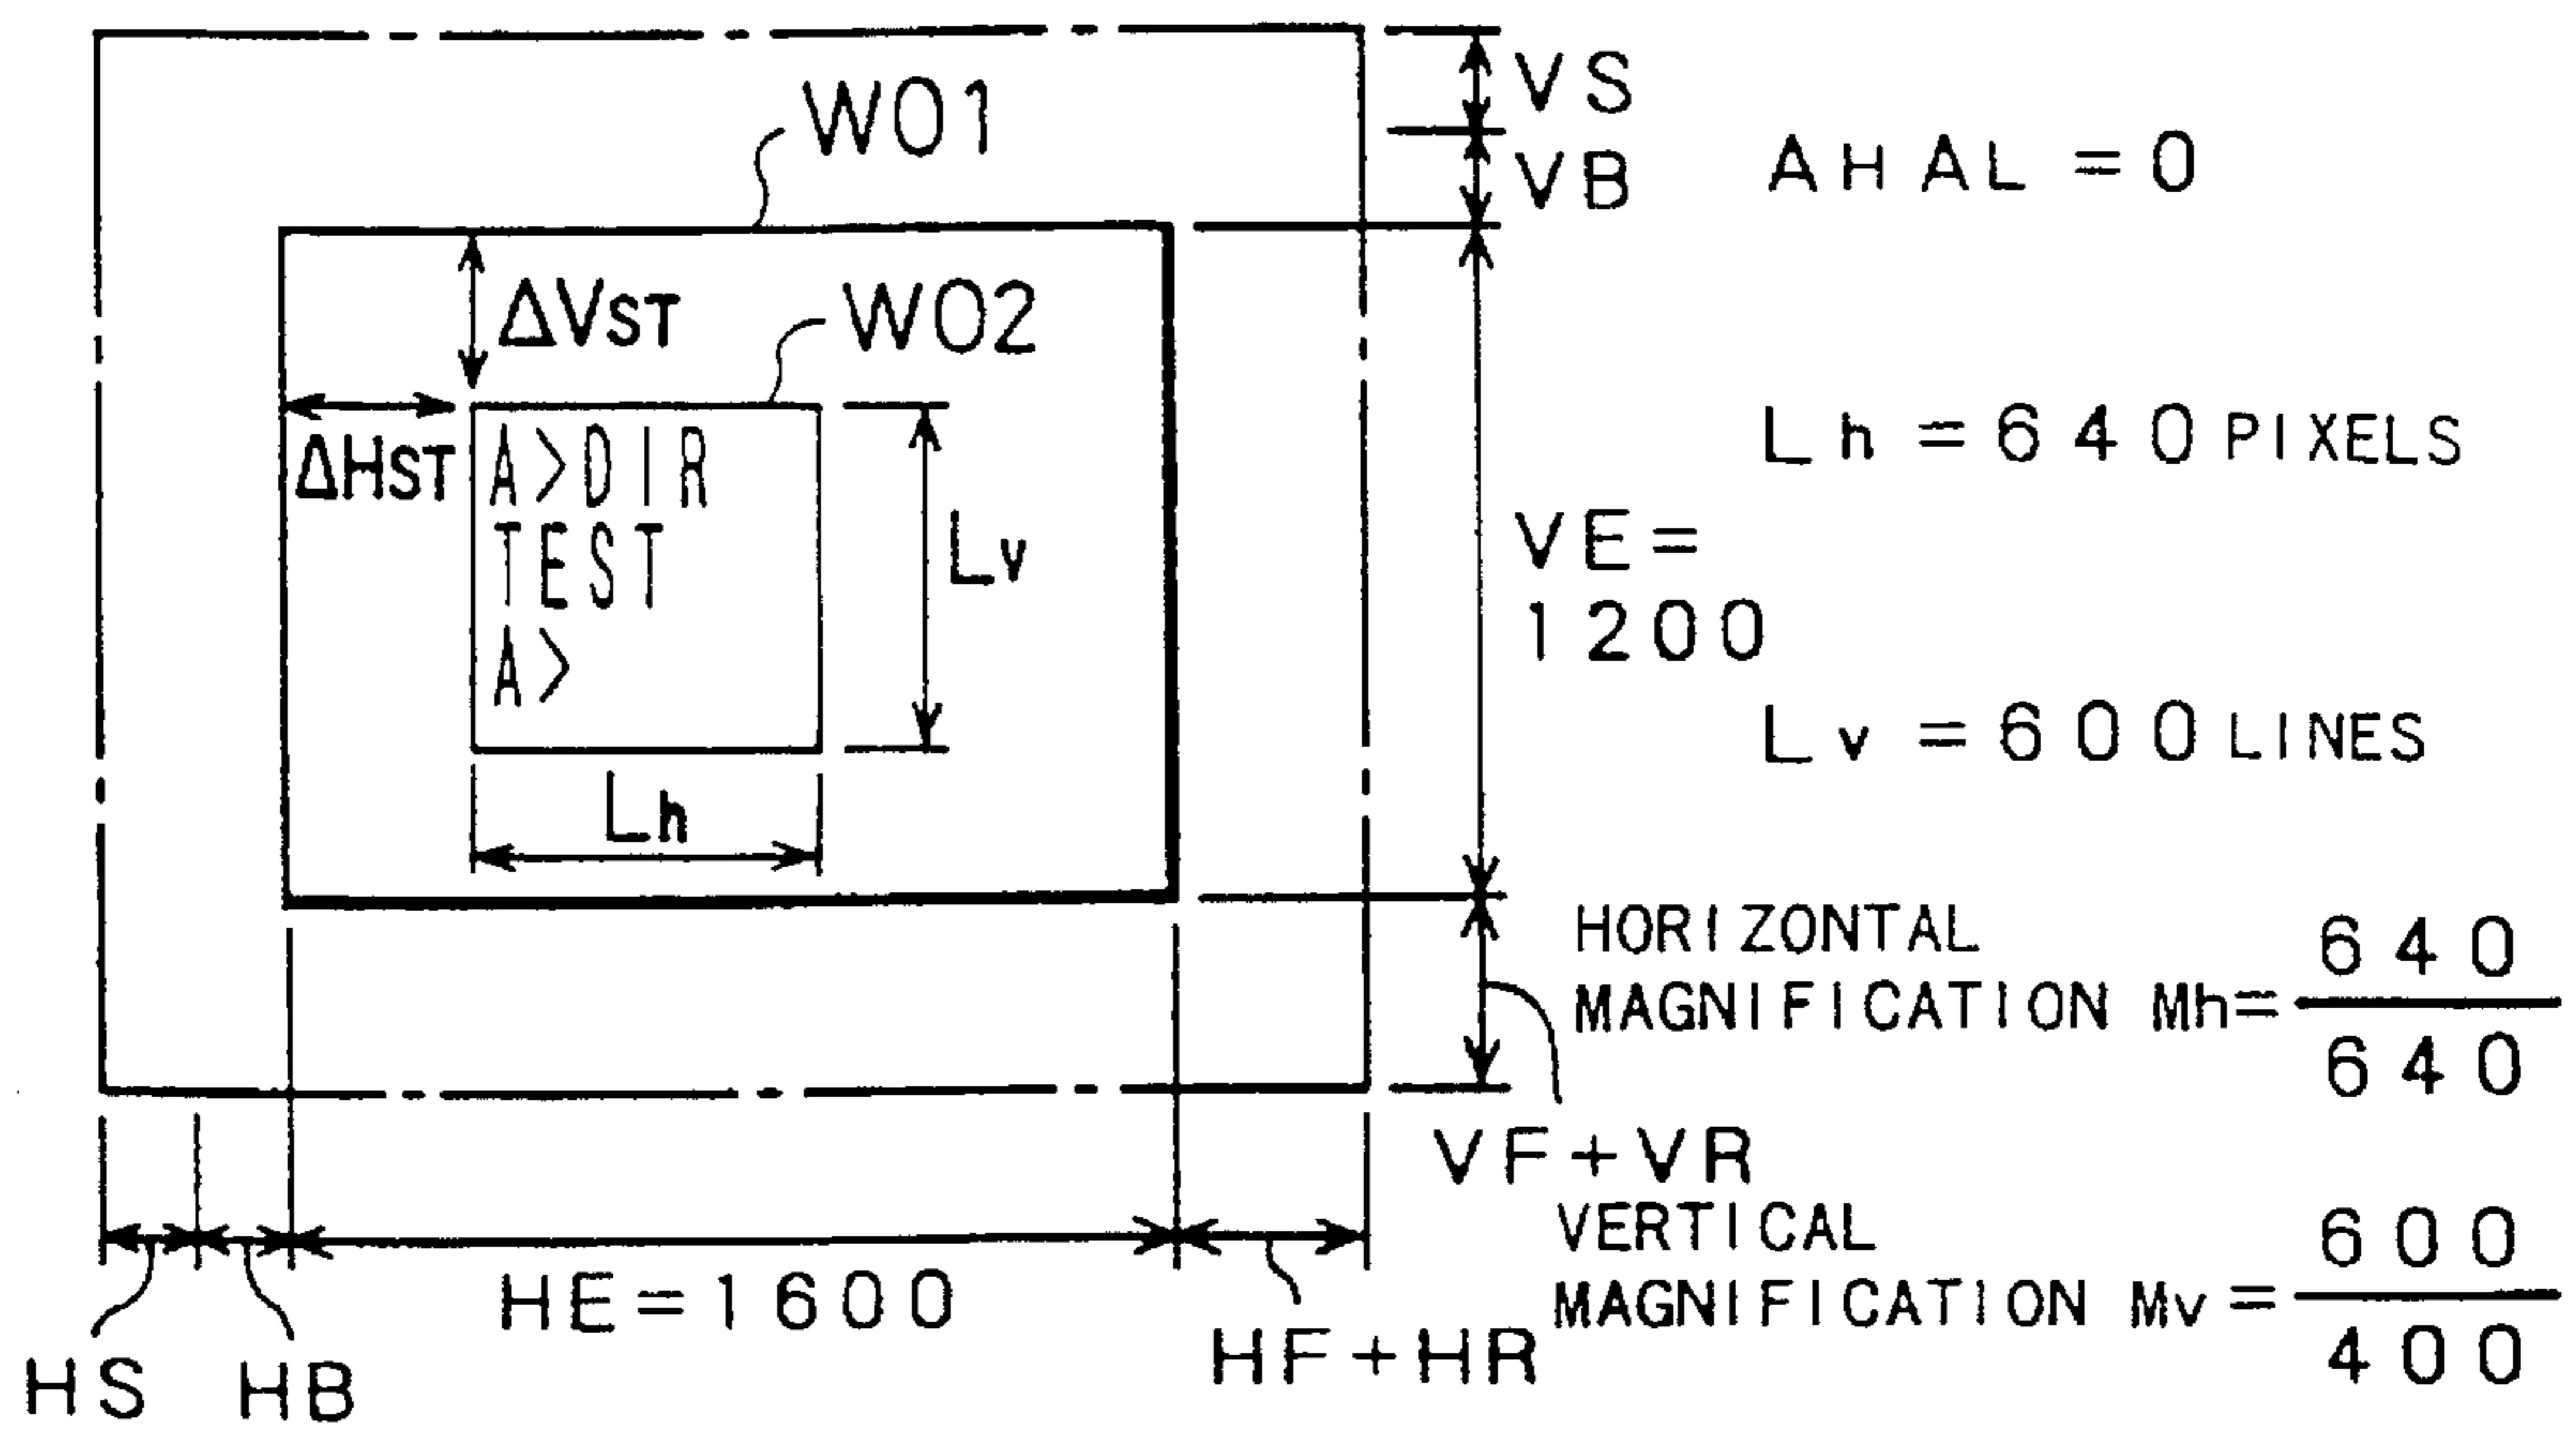 W01
VS
VB
AHAL = 0
ΔVST
W02
ΔHST
A>DIR
TEST
A>
Lv
Lh
Lh = 640 PIXELS
VE=
1200
Lv = 600 LINES
HORIZONTAL
MAGNIFICATION Mh= 640/640
VF+VR
VERTICAL
MAGNIFICATION Mv = 600/400
HE=1600
HF+HR
HS
HB